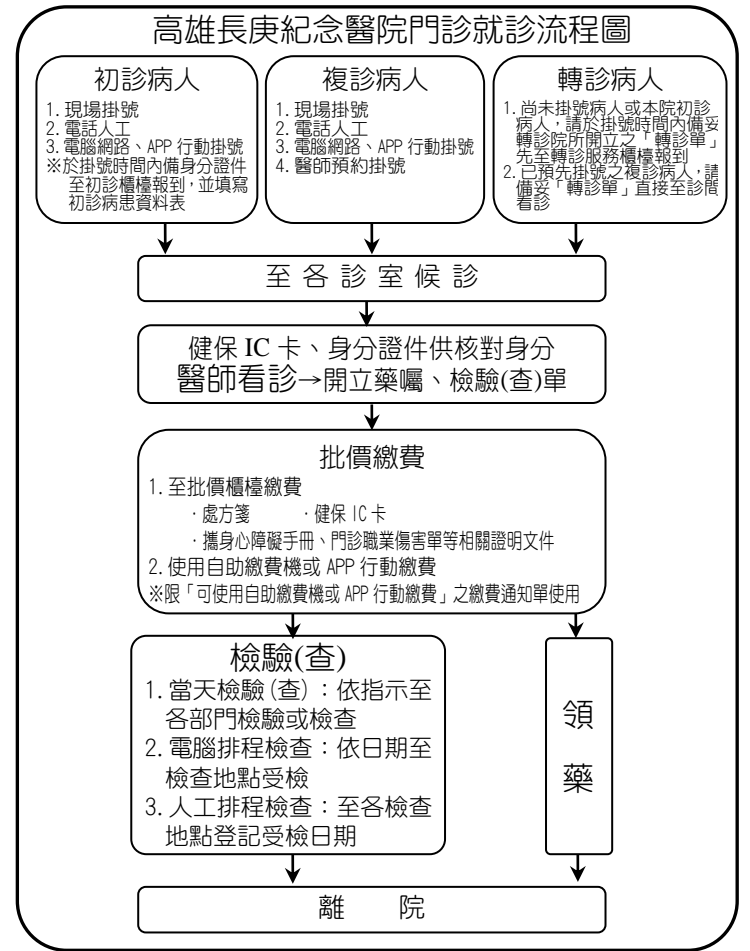 高雄長庚紀念醫院門診就診流程圖
初診病人
1. 現場掛號
2. 電話人工
3. 電腦網路、APP 行動掛號
※於掛號時間內備身分證件
至初診櫃檯報到，並填寫
初診病患資料表
複診病人
1. 現場掛號
2. 電話人工
3. 電腦網路、APP 行動掛號
4. 醫師預約掛號
轉診病人
1. 尚未掛號病人或本院初診
病人，請於掛號時間內備妥
轉診院所開立之「轉診單」
先至轉診服務櫃檯報到
2. 已預先掛號之複診病人，請
備妥「轉診單」直接至診間
看診
至各診室候診
健保 IC 卡、身分證件供核對身分
醫師看診→開立藥囑、檢驗(查)單
批價繳費
1. 至批價櫃檯繳費
．處方箋 ．健保 IC 卡
．攜身心障礙手冊、門診職業傷害單等相關證明文件
2. 使用自助繳費機或 APP 行動繳費
※限「可使用自助繳費機或 APP 行動繳費」之繳費通知單使用
檢驗(查)
1. 當天檢驗(查)：依指示至
各部門檢驗或檢查
2. 電腦排程檢查：依日期至
檢查地點受檢
3. 人工排程檢查：至各檢查
地點登記受檢日期
領
藥
離 院